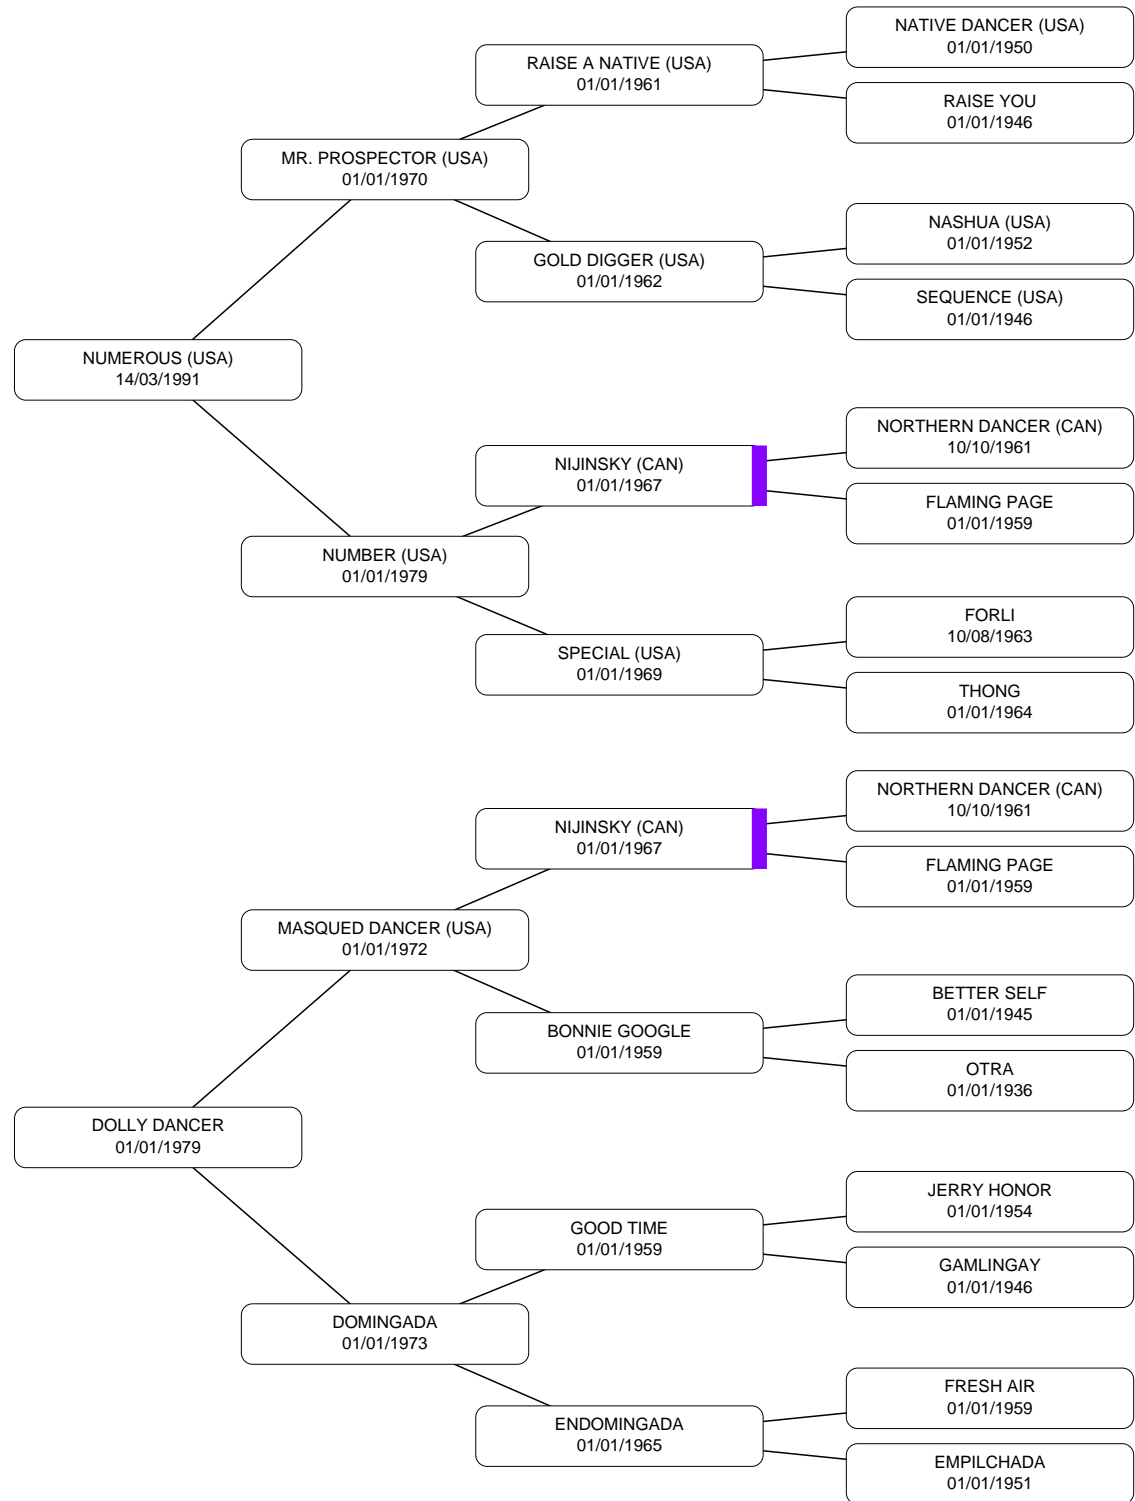 NATIVE DANCER (USA)
01/01/1950
RAISE A NATIVE (USA)
01/01/1961
RAISE YOU
01/01/1946
MR. PROSPECTOR (USA)
01/01/1970
NASHUA (USA)
01/01/1952
GOLD DIGGER (USA)
01/01/1962
SEQUENCE (USA)
01/01/1946
NUMEROUS (USA)
14/03/1991
NORTHERN DANCER (CAN)
10/10/1961
NIJINSKY (CAN)
01/01/1967
FLAMING PAGE
01/01/1959
NUMBER (USA)
01/01/1979
FORLI
10/08/1963
SPECIAL (USA)
01/01/1969
THONG
01/01/1964
NORTHERN DANCER (CAN)
10/10/1961
NIJINSKY (CAN)
01/01/1967
FLAMING PAGE
01/01/1959
MASQUED DANCER (USA)
01/01/1972
BETTER SELF
01/01/1945
BONNIE GOOGLE
01/01/1959
OTRA
01/01/1936
DOLLY DANCER
01/01/1979
JERRY HONOR
01/01/1954
GOOD TIME
01/01/1959
GAMLINGAY
01/01/1946
DOMINGADA
01/01/1973
FRESH AIR
01/01/1959
ENDOMINGADA
01/01/1965
EMPILCHADA
01/01/1951